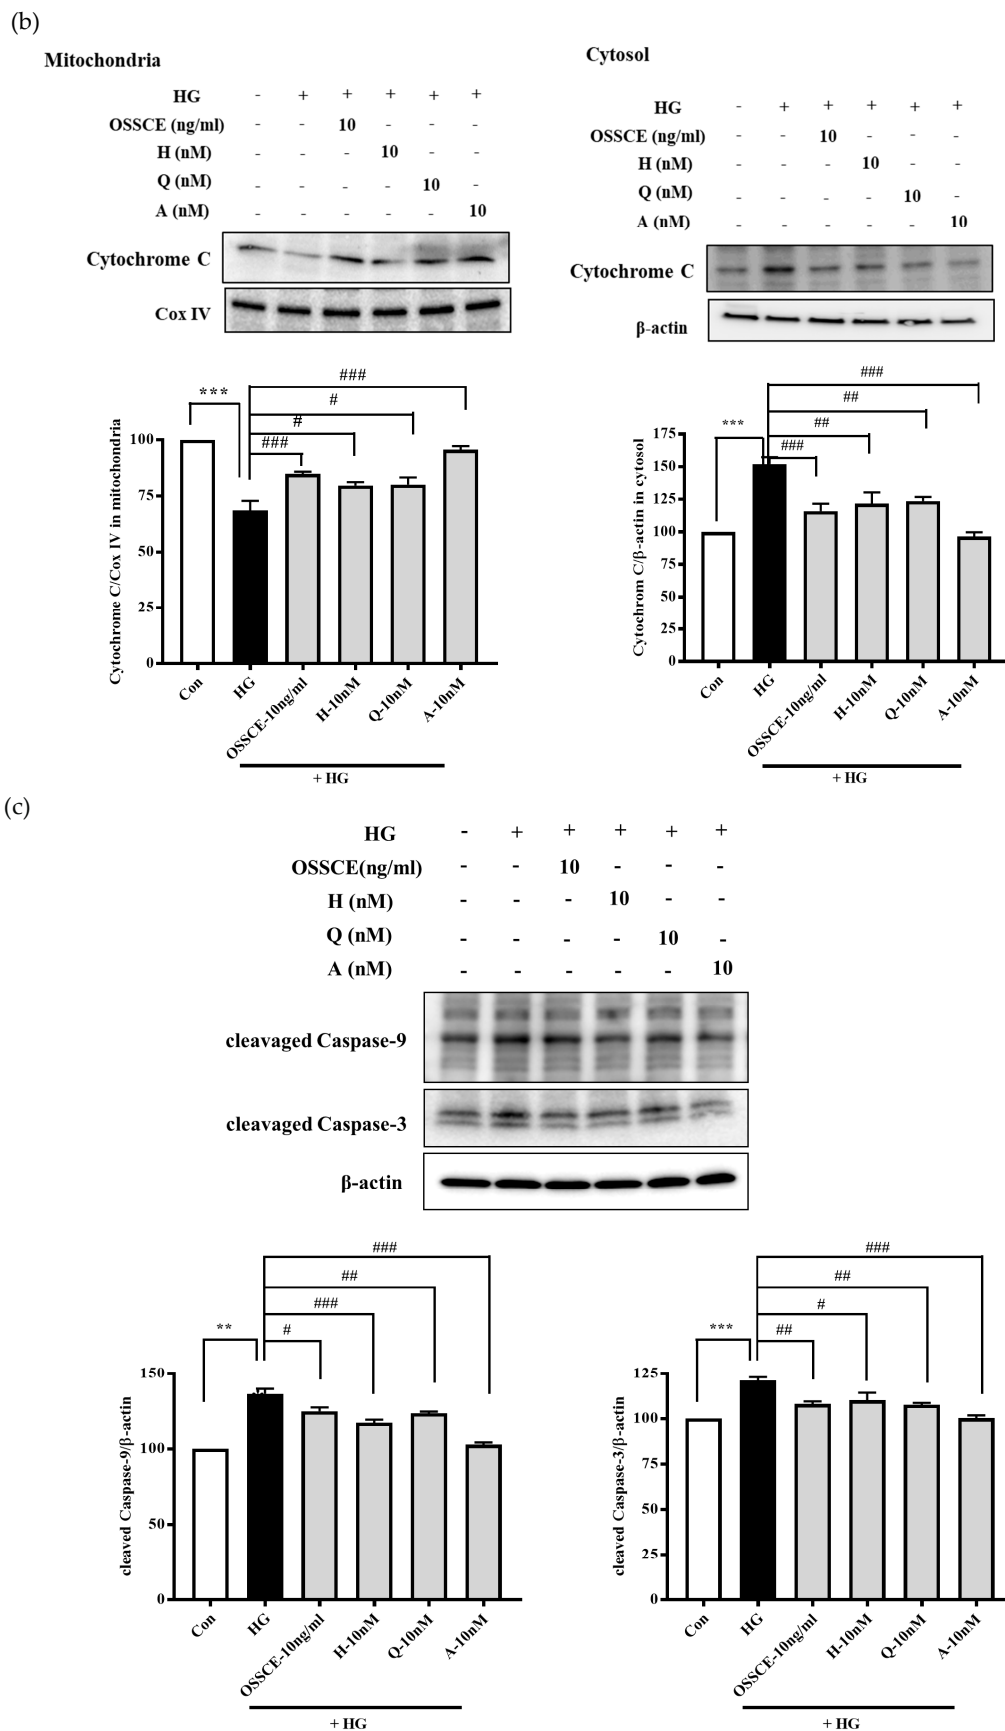 (b)
Mitochondria
HG - + + + + +
OSSCE (ng/ml) - - 10 - - -
H (nM) - - - 10 - -
Q (nM) - - - - 10 -
A (nM) - - - - - 10
Cytochrome C
Cox IV
###
***
#
#
###
Cytochrome C/Cox IV in mitochondria
100
75
50
25
0
Con
HG
OSSCE-10ng/ml
H-10nM
Q-10nM
A-10nM
+ HG
Cytosol
HG - + + + + +
OSSCE (ng/ml) - - 10 - - -
H (nM) - - - 10 - -
Q (nM) - - - - 10 -
A (nM) - - - - - 10
Cytochrome C
β-actin
###
##
***
##
###
Cytochrom C/β-actin in cytosol
175
150
125
100
75
50
25
0
Con
HG
OSSCE-10ng/ml
H-10nM
Q-10nM
A-10nM
+ HG
(c)
HG - + + + + +
OSSCE(ng/ml) - - 10 - - -
H (nM) - - - 10 - -
Q (nM) - - - - 10 -
A (nM) - - - - - 10
cleavaged Caspase-9
cleavaged Caspase-3
β-actin
###
##
###
**
#
cleaved Caspase-9/β-actin
150
100
50
0
Con
HG
OSSCE-10ng/ml
H-10nM
Q-10nM
A-10nM
+ HG
###
##
#
***
##
cleaved Caspase-3/β-actin
125
100
75
50
25
0
Con
HG
OSSCE-10ng/ml
H-10nM
Q-10nM
A-10nM
+ HG